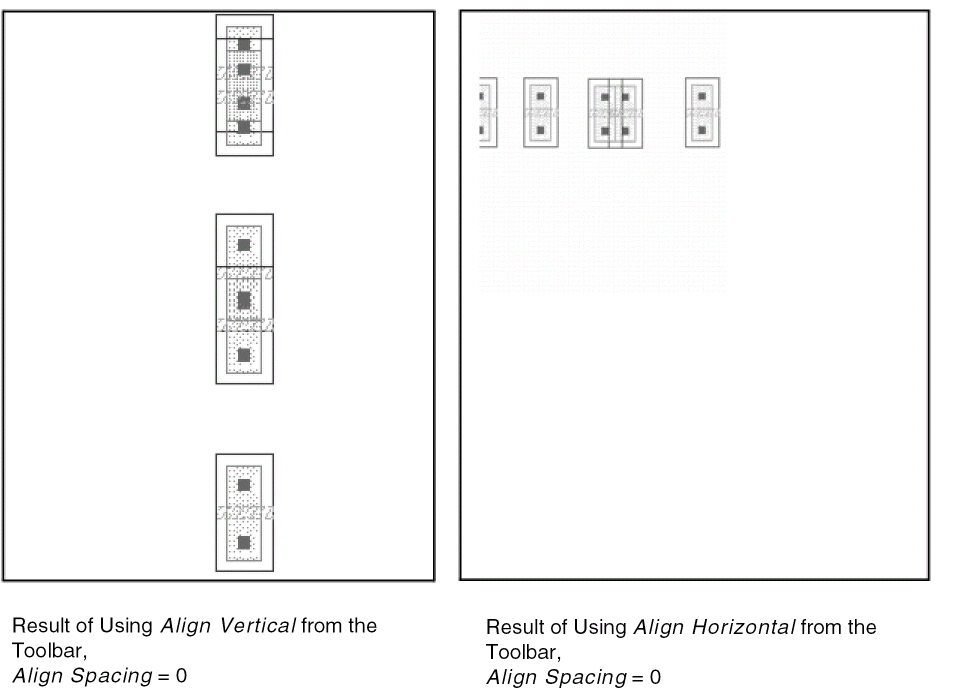 Result of Using Align Vertical from the
Toolbar,
Align Spacing = 0
Result of Using Align Horizontal from the
Toolbar,
Align Spacing = 0